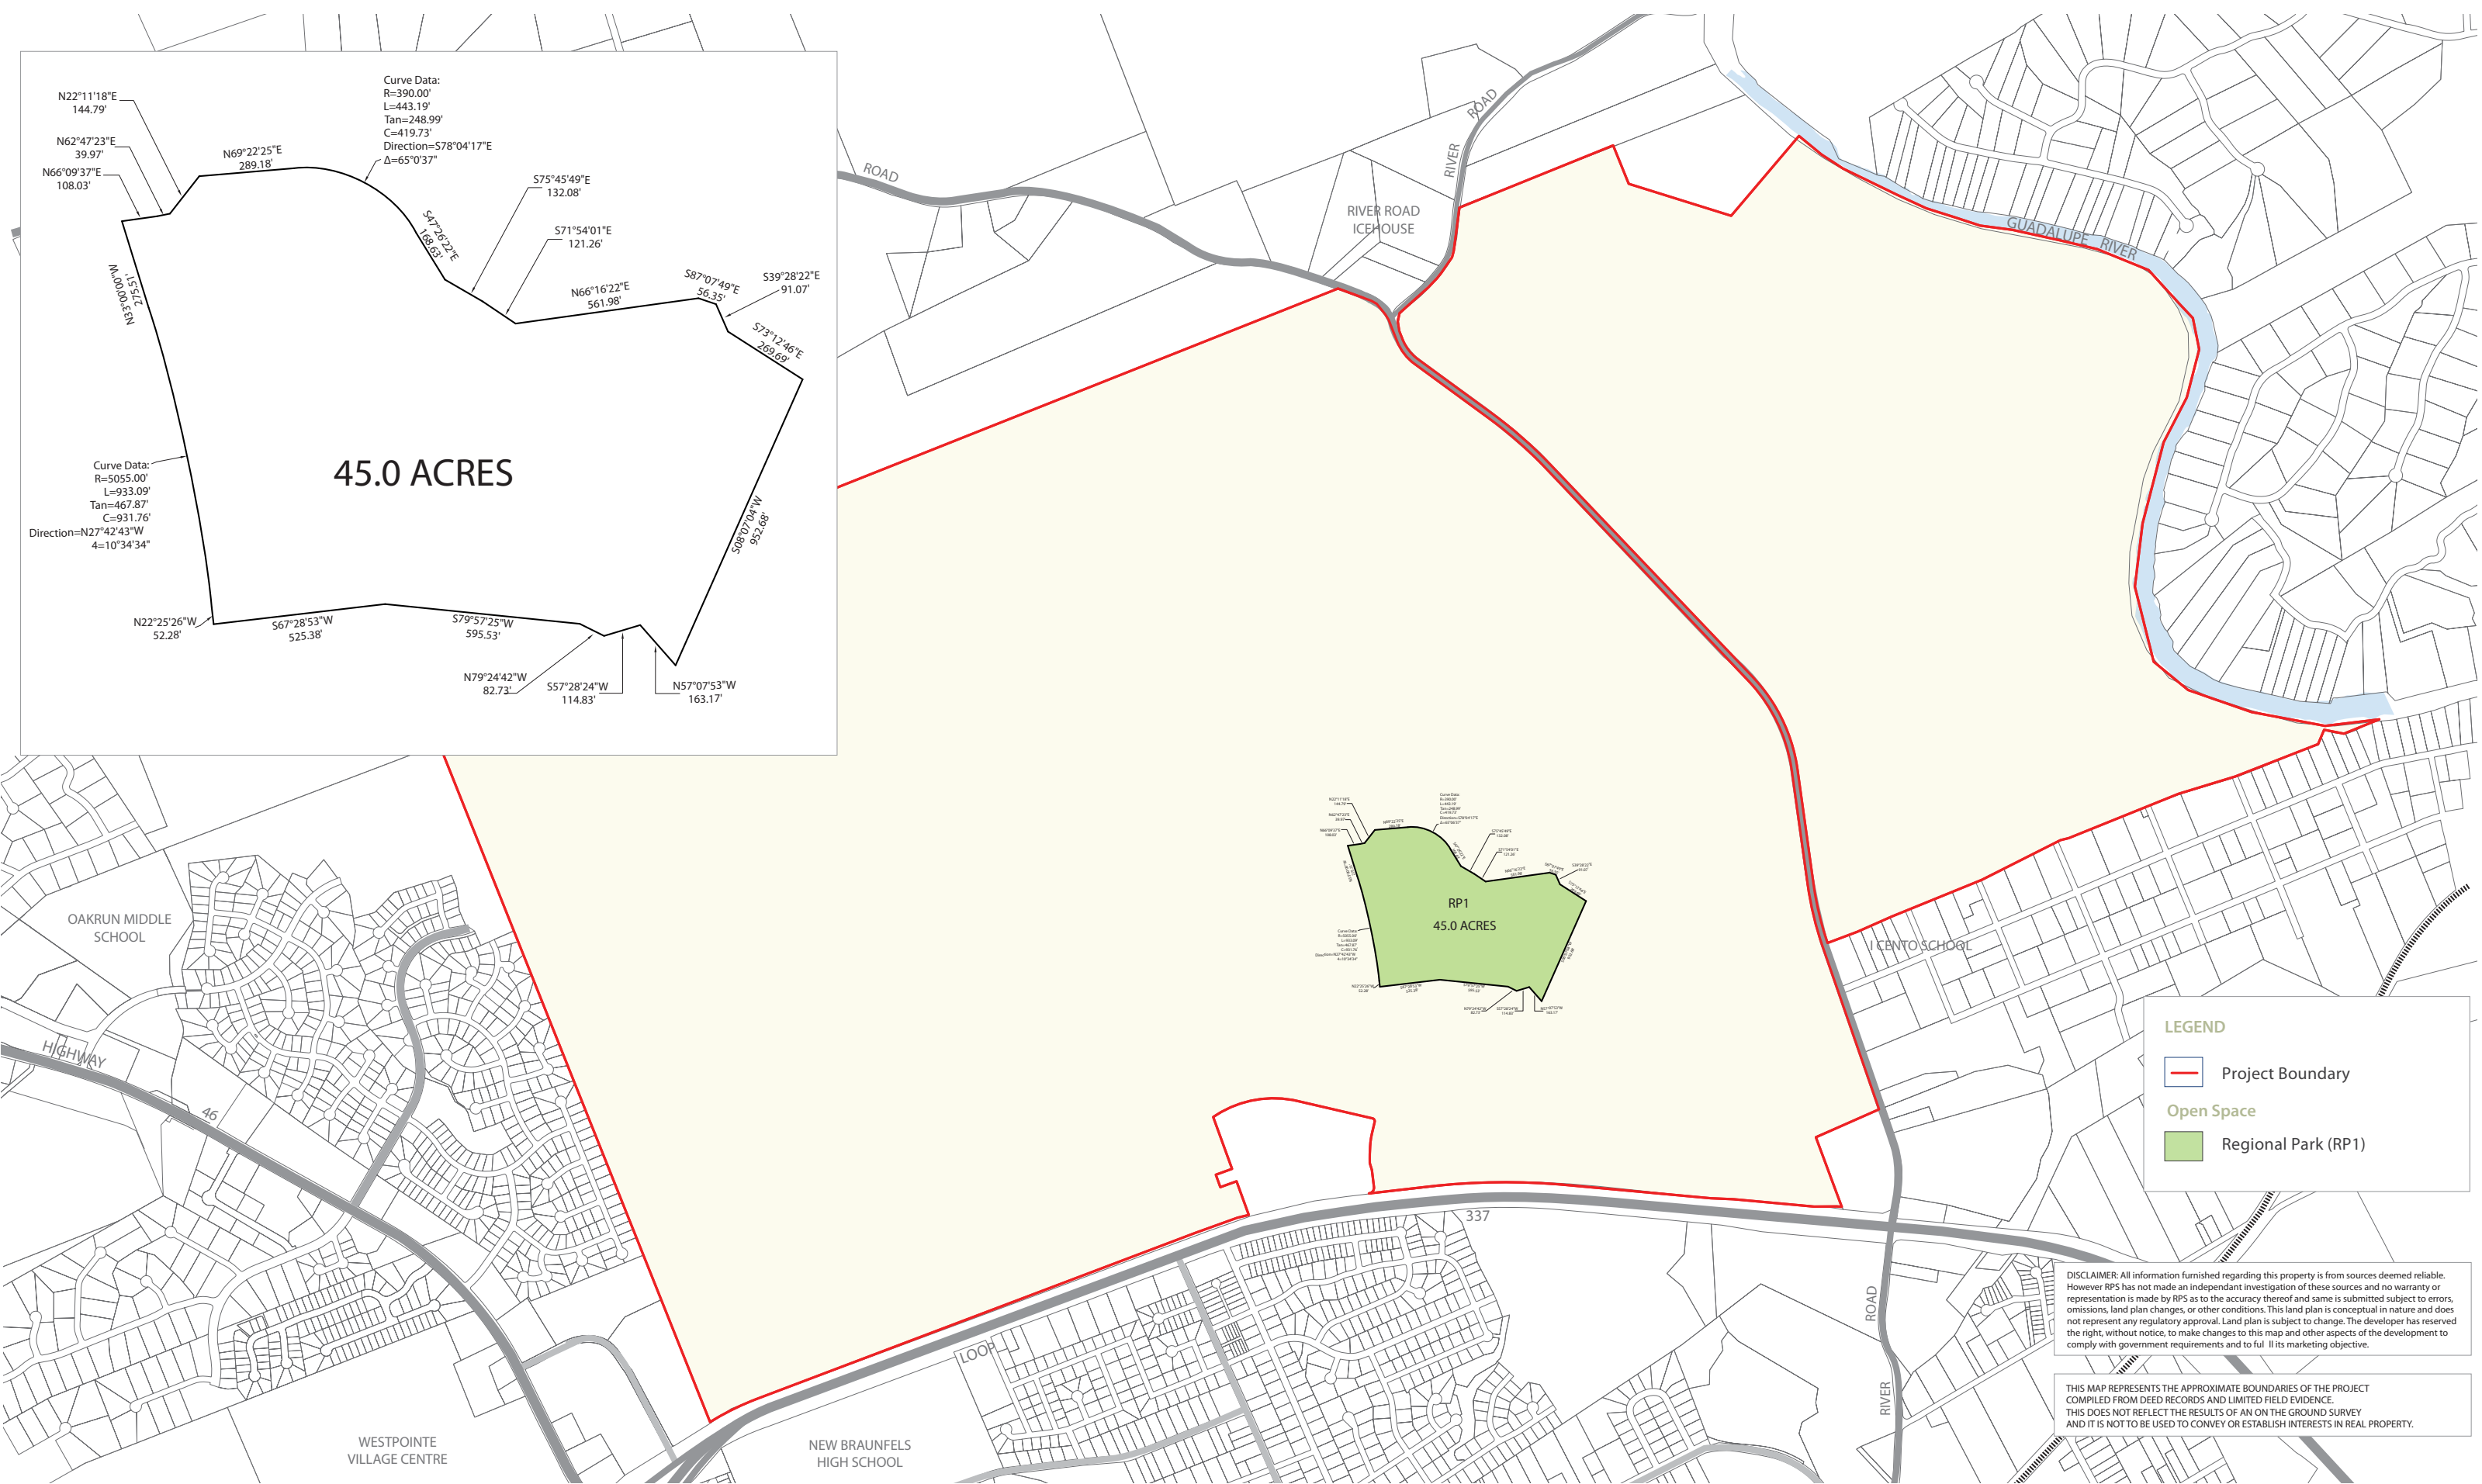 N22°11'18"E
144.79'
N62°47'23"E
39.97'
N66°09'37"E
108.03'
N69°22'25"E
289.18'
Curve Data:
R=390.00'
L=443.19'
Tan=248.99'
C=419.73'
Direction=S78°04'17"E
Δ=65°0'37"
S47°26'22"E
168.63'
S75°45'49"E
132.08'
S71°54'01"E
121.26'
N66°16'22"E
561.98'
S87°07'49"E
56.35'
S39°28'22"E
91.07'
S73°12'46"E
269.69'
N33°00'00"W
275.51'
45.0 ACRES
Curve Data:
R=5055.00'
L=933.09'
Tan=467.87'
C=931.76'
Direction=N27°42'43"W
4=10°34'34"
S08°07'04"W
952.68'
N22°25'26"W
52.28'
S67°28'53"W
525.38'
S79°57'25"W
595.53'
N79°24'42"W
82.73'
S57°28'24"W
114.83'
N57°07'53"W
163.17'
ROAD
RIVER
ROAD
RIVER ROAD
ICEHOUSE
GUADALUPE RIVER
RP1
45.0 ACRES
OAKRUN MIDDLE
SCHOOL
HIGHWAY
46
I CENTO SCHOOL
337
LOOP
ROAD
RIVER
WESTPOINTE
VILLAGE CENTRE
NEW BRAUNFELS
HIGH SCHOOL
LEGEND
Project Boundary
Open Space
Regional Park (RP1)
DISCLAIMER: All information furnished regarding this property is from sources deemed reliable.
However RPS has not made an independant investigation of these sources and no warranty or
representation is made by RPS as to the accuracy thereof and same is submitted subject to errors,
omissions, land plan changes, or other conditions. This land plan is conceptual in nature and does
not represent any regulatory approval. Land plan is subject to change. The developer has reserved
the right, without notice, to make changes to this map and other aspects of the development to
comply with government requirements and to ful ll its marketing objective.
THIS MAP REPRESENTS THE APPROXIMATE BOUNDARIES OF THE PROJECT
COMPILED FROM DEED RECORDS AND LIMITED FIELD EVIDENCE.
THIS DOES NOT REFLECT THE RESULTS OF AN ON THE GROUND SURVEY
AND IT IS NOT TO BE USED TO CONVEY OR ESTABLISH INTERESTS IN REAL PROPERTY.